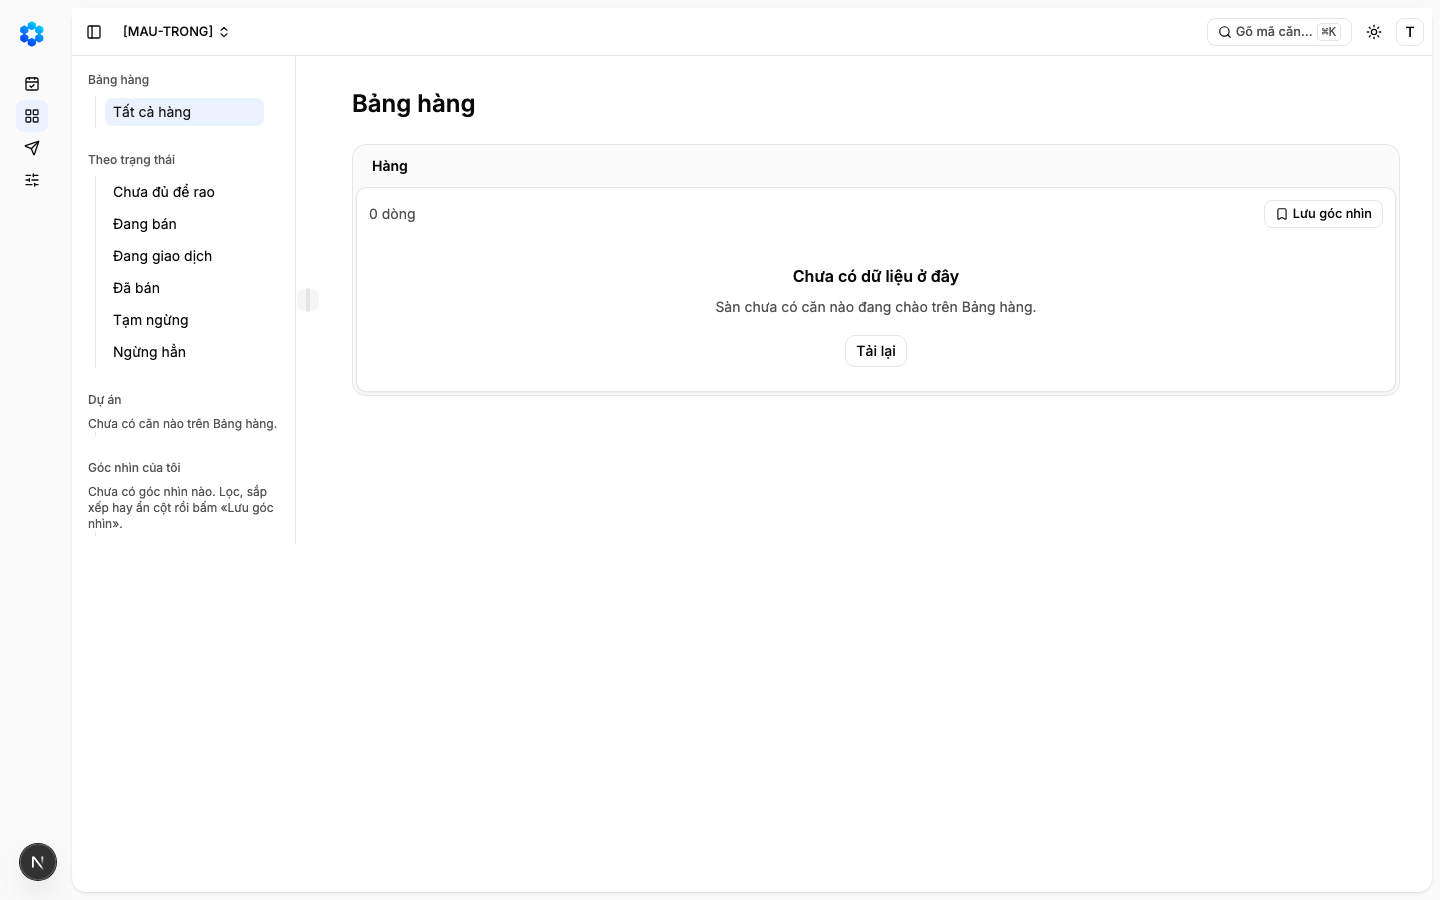 [MAU-TRONG]
Gõ mã căn... ⌘K
T
Bảng hàng
Tất cả hàng
Theo trạng thái
Chưa đủ để rao
Đang bán
Đang giao dịch
Đã bán
Tạm ngừng
Ngừng hẳn
Dự án
Chưa có căn nào trên Bảng hàng.
Góc nhìn của tôi
Chưa có góc nhìn nào. Lọc, sắp
xếp hay ẩn cột rồi bấm «Lưu góc
nhìn».
Bảng hàng
Hàng
0 dòng
Lưu góc nhìn
Chưa có dữ liệu ở đây
Sàn chưa có căn nào đang chào trên Bảng hàng.
Tải lại
N